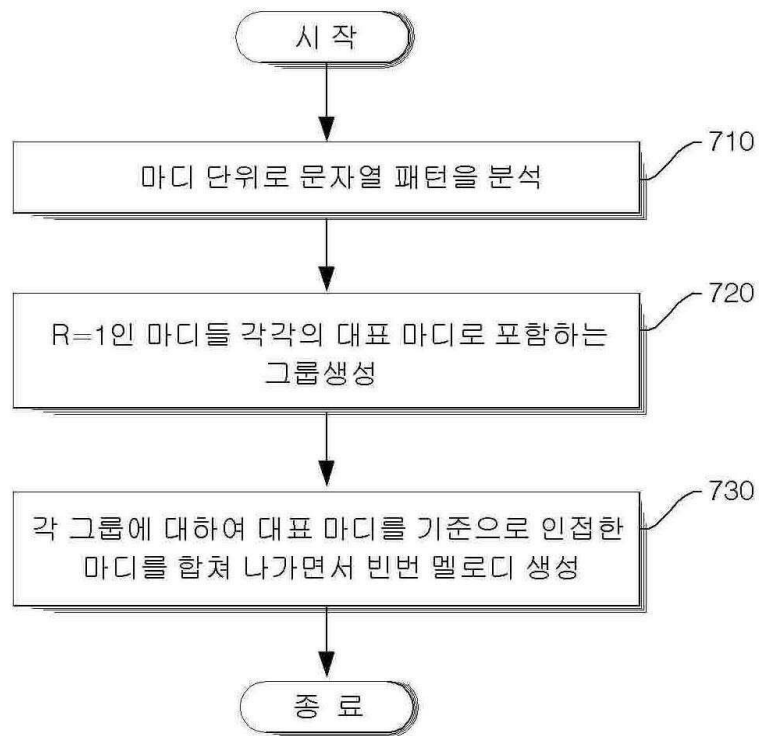 시 작
마디 단위로 문자열 패턴을 분석
710
R=1인 마디들 각각의 대표 마디로 포함하는
그룹생성
720
각 그룹에 대하여 대표 마디를 기준으로 인접한
마디를 합쳐 나가면서 빈번 멜로디 생성
730
종 료